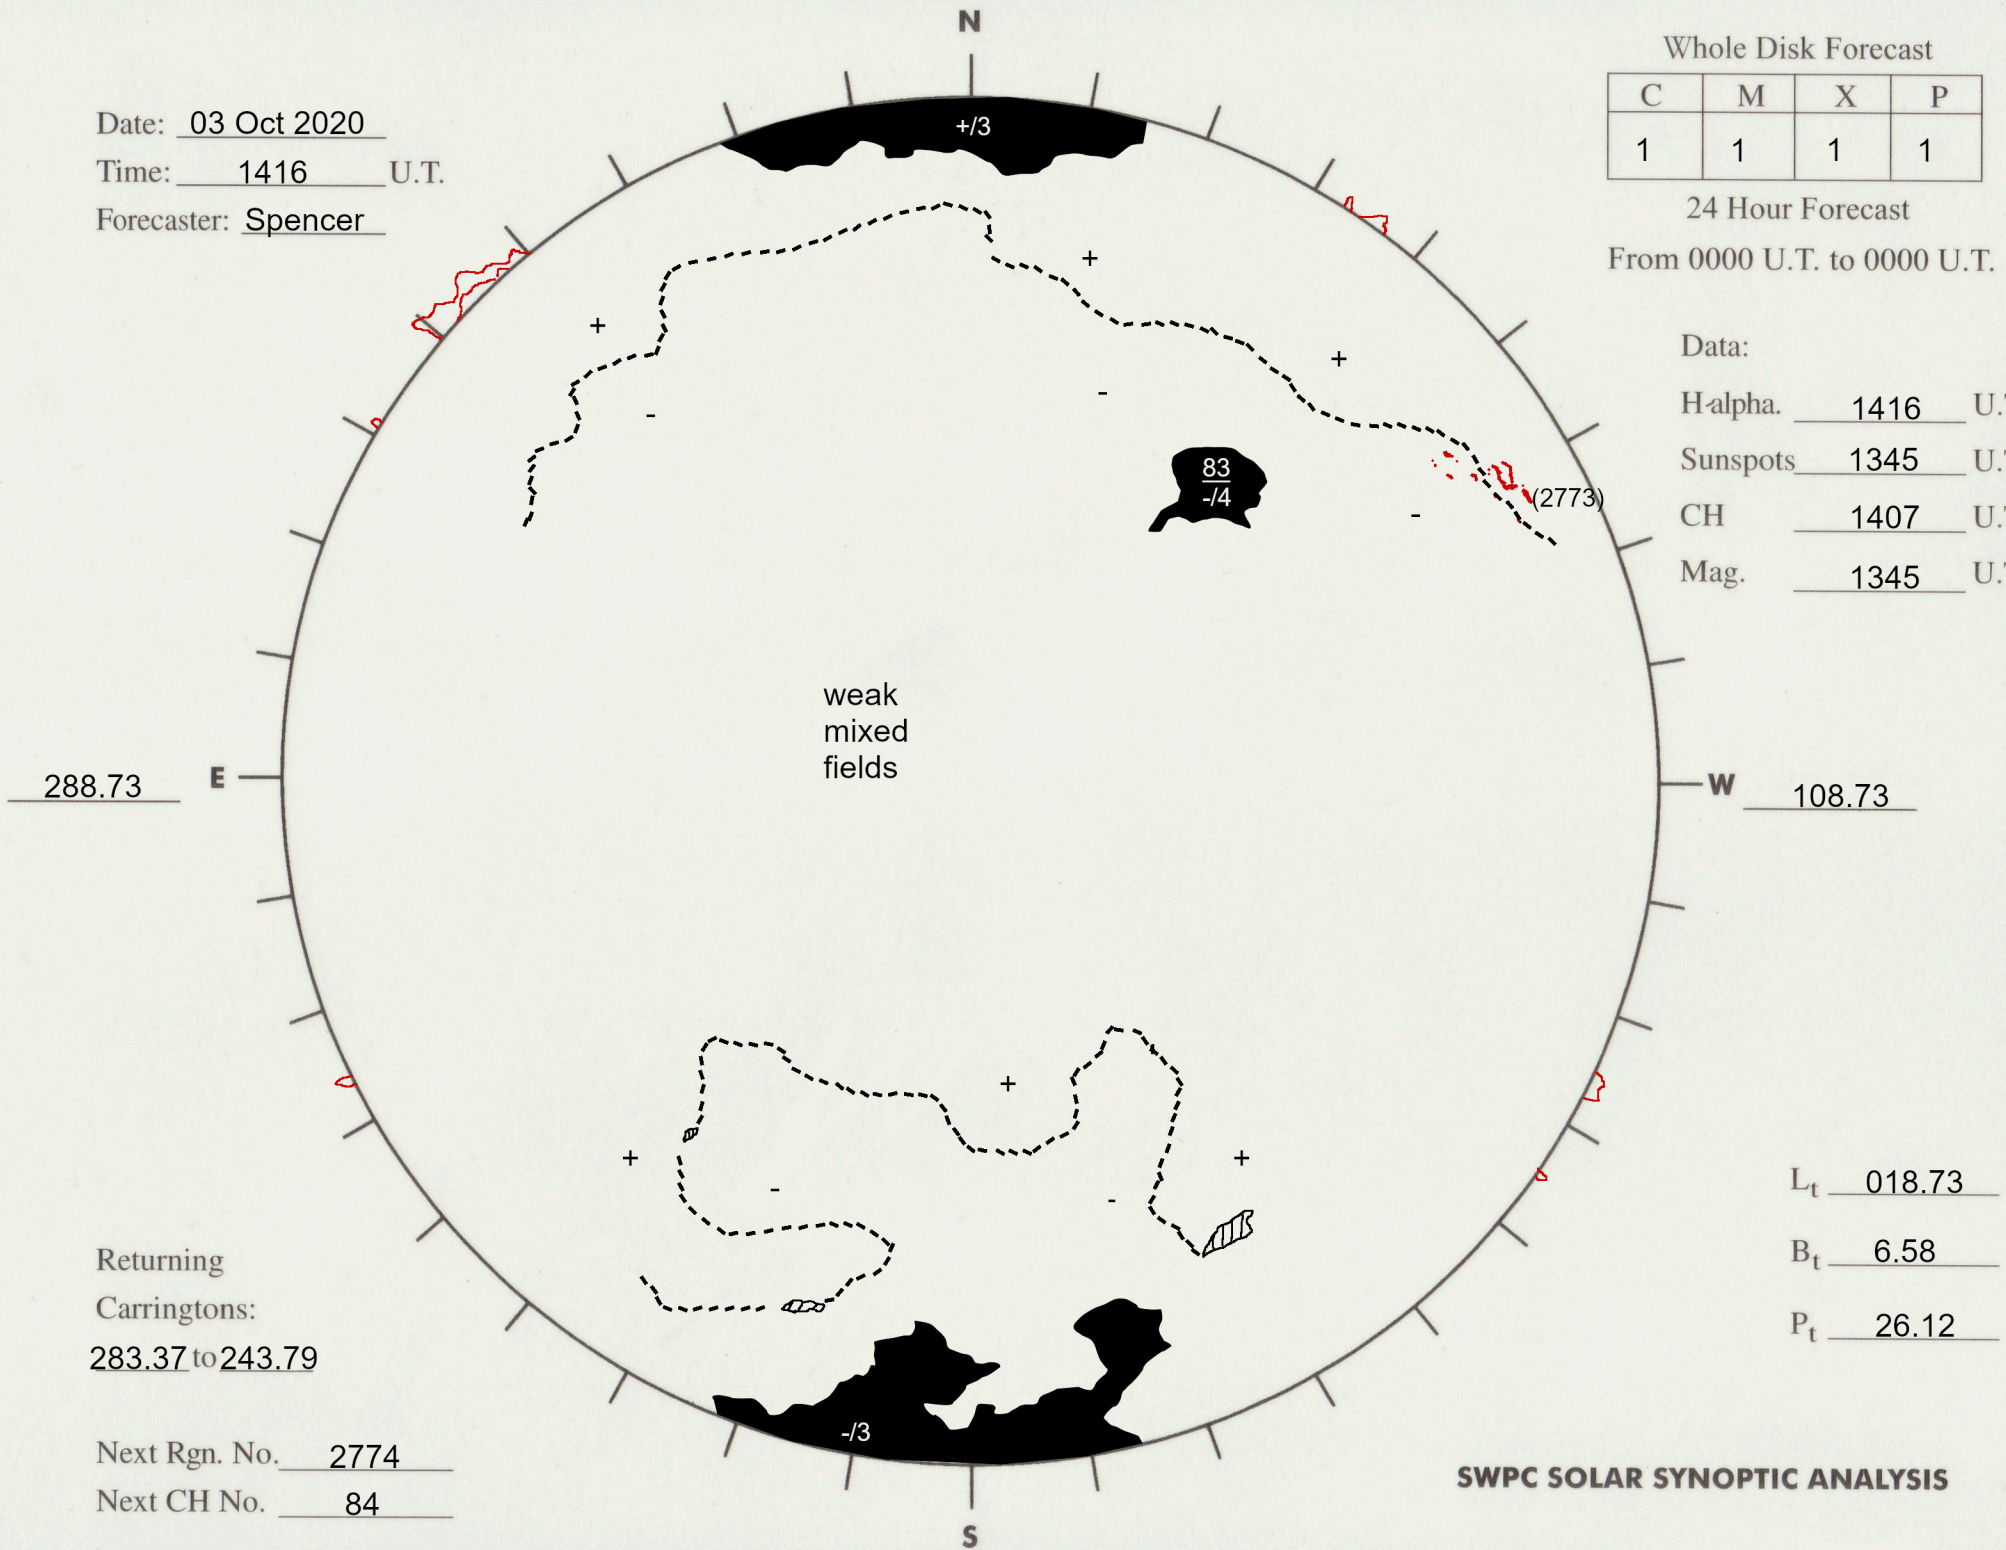 N
Whole Disk Forecast
C M X P
1 1 1 1
24 Hour Forecast
From 0000 U.T. to 0000 U.T.
Date: 03 Oct 2020
Time: 1416 U.T.
Forecaster: Spencer
+/3
+
+
+
-
-
83
-/4
(2773)
-
Data:
H-alpha. 1416 U.
Sunspots 1345 U.
CH 1407 U.
Mag. 1345 U.
weak
mixed
fields
288.73 E
W 108.73
+
+
+
-
-
Lt 018.73
Bt 6.58
Pt 26.12
Returning
Carringtons:
283.37 to 243.79
-/3
Next Rgn. No. 2774
Next CH No. 84
SWPC SOLAR SYNOPTIC ANALYSIS
S